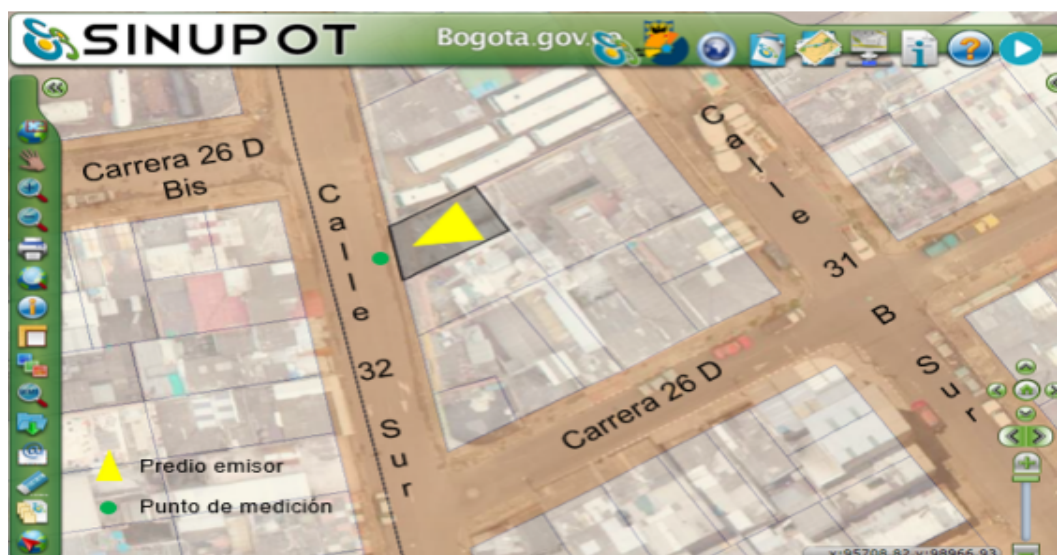 SINUPOT
Bogota.gov.
Carrera 26 D
Bis
Calle 32 Sur
Calle 31 B Sur
Carrera 26 D
Predio emisor
Punto de medición
x:95708.82 y:98966.93